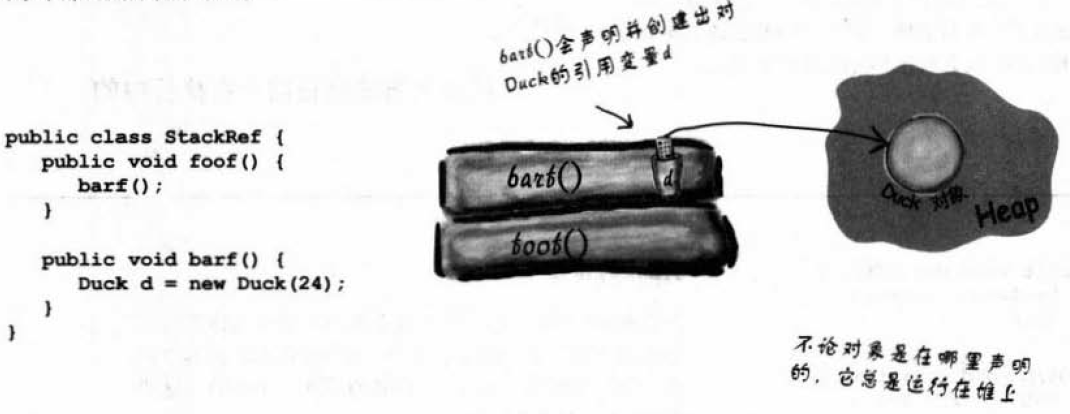 barf()会声明并创建出对
Duck的引用变量d
public class StackRef {
public void foof() {
barf();
}
public void barf() {
Duck d = new Duck(24);
}
}
barf()
d
foof()
Duck 对象
Heap
不论对象是在哪里声明
的，它总是运行在堆上